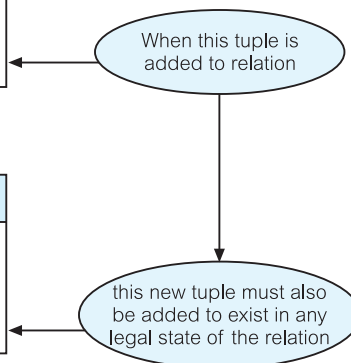 When this tuple is
added to relation
this new tuple must also
be added to exist in any
legal state of the relation